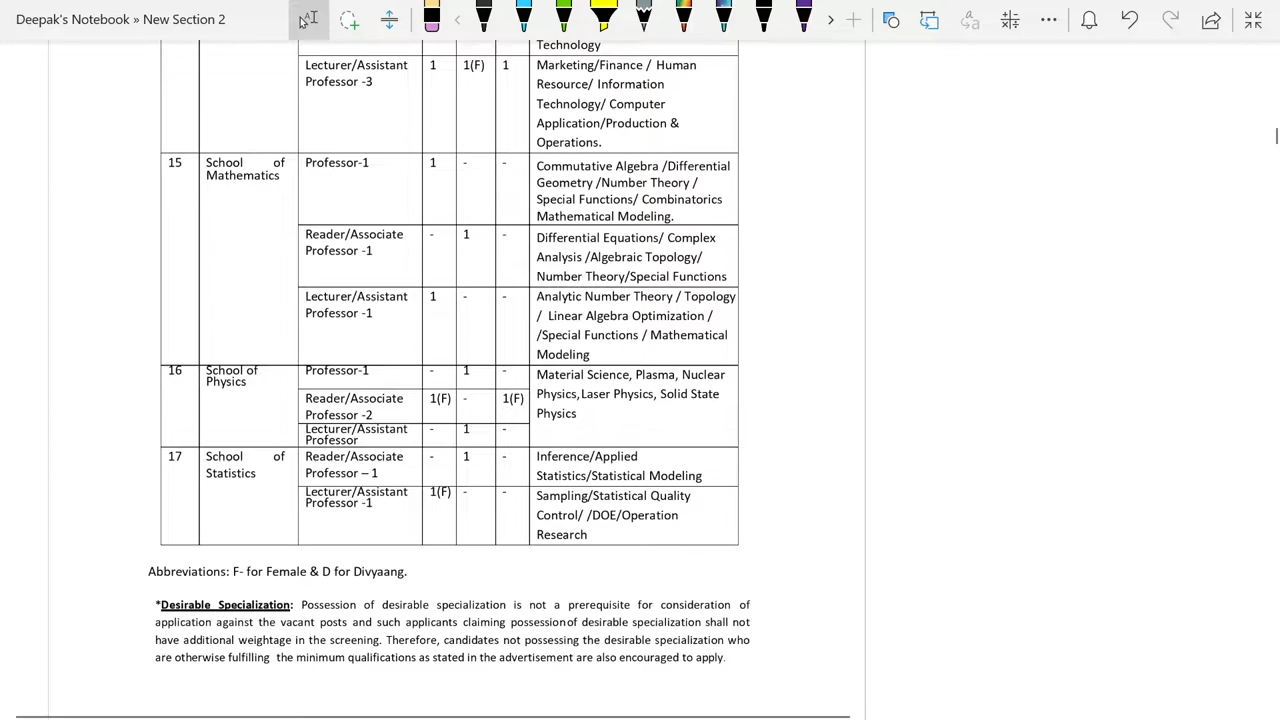 Deepak's Notebook » New Section 2
Technology
Lecturer/Assistant Professor -3 1 1(F) 1 Marketing/Finance / Human
Resource/ Information
Technology/ Computer
Application/Production &
Operations.
15 School of Mathematics Professor-1 1 - - Commutative Algebra /Differential
Geometry /Number Theory /
Special Functions/ Combinatorics
Mathematical Modeling.
Reader/Associate Professor -1 - 1 - Differential Equations/ Complex
Analysis /Algebraic Topology/
Number Theory/Special Functions
Lecturer/Assistant Professor -1 1 - - Analytic Number Theory / Topology
/ Linear Algebra Optimization /
/Special Functions / Mathematical
Modeling
16 School of Physics Professor-1 - 1 - Material Science, Plasma, Nuclear
Physics,Laser Physics, Solid State
Physics
Reader/Associate Professor -2 1(F) - 1(F)
Lecturer/Assistant Professor - 1 -
17 School of Statistics Reader/Associate Professor – 1 - 1 - Inference/Applied
Statistics/Statistical Modeling
Lecturer/Assistant Professor -1 1(F) - - Sampling/Statistical Quality
Control/ /DOE/Operation
Research
Abbreviations: F- for Female & D for Divyaang.
*Desirable Specialization: Possession of desirable specialization is not a prerequisite for consideration of
application against the vacant posts and such applicants claiming possession of desirable specialization shall not
have additional weightage in the screening. Therefore, candidates not possessing the desirable specialization who
are otherwise fulfilling the minimum qualifications as stated in the advertisement are also encouraged to apply.